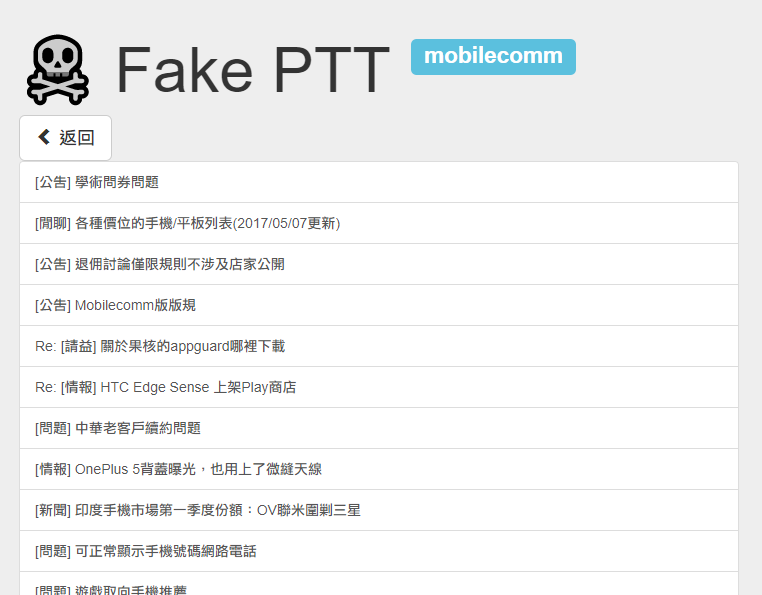 Fake PTT mobilecomm
返回
[公告] 學術問券問題
[閒聊] 各種價位的手機/平板列表(2017/05/07更新)
[公告] 退佣討論僅限規則不涉及店家公開
[公告] Mobilecomm版版規
Re: [請益] 關於果核的appguard哪裡下載
Re: [情報] HTC Edge Sense 上架Play商店
[問題] 中華老客戶續約問題
[情報] OnePlus 5背蓋曝光，也用上了微縫天線
[新聞] 印度手機市場第一季度份額：OV聯米圍剿三星
[問題] 可正常顯示手機號碼網路電話
[問題] 遊戲取向手機推薦